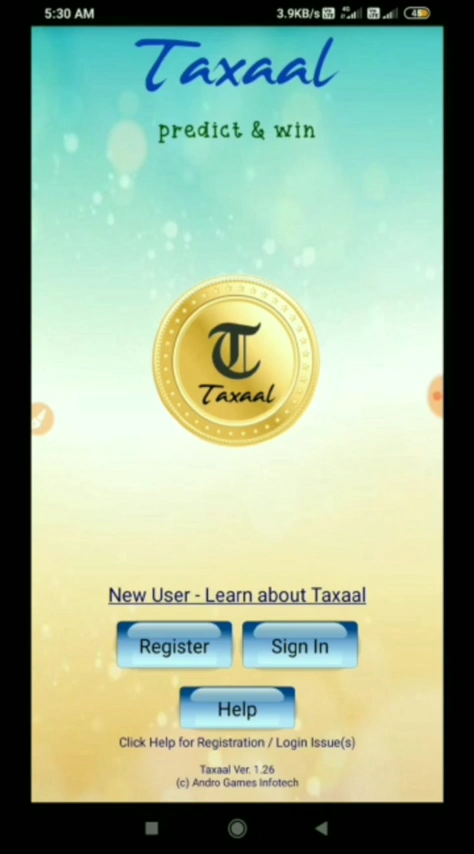 5:30 AM
3.9KB/s
Taxaal
predict & win
T
Taxaal
New User - Learn about Taxaal
Register
Sign In
Help
Click Help for Registration / Login Issue(s)
Taxaal Ver. 1.26
(c) Andro Games Infotech